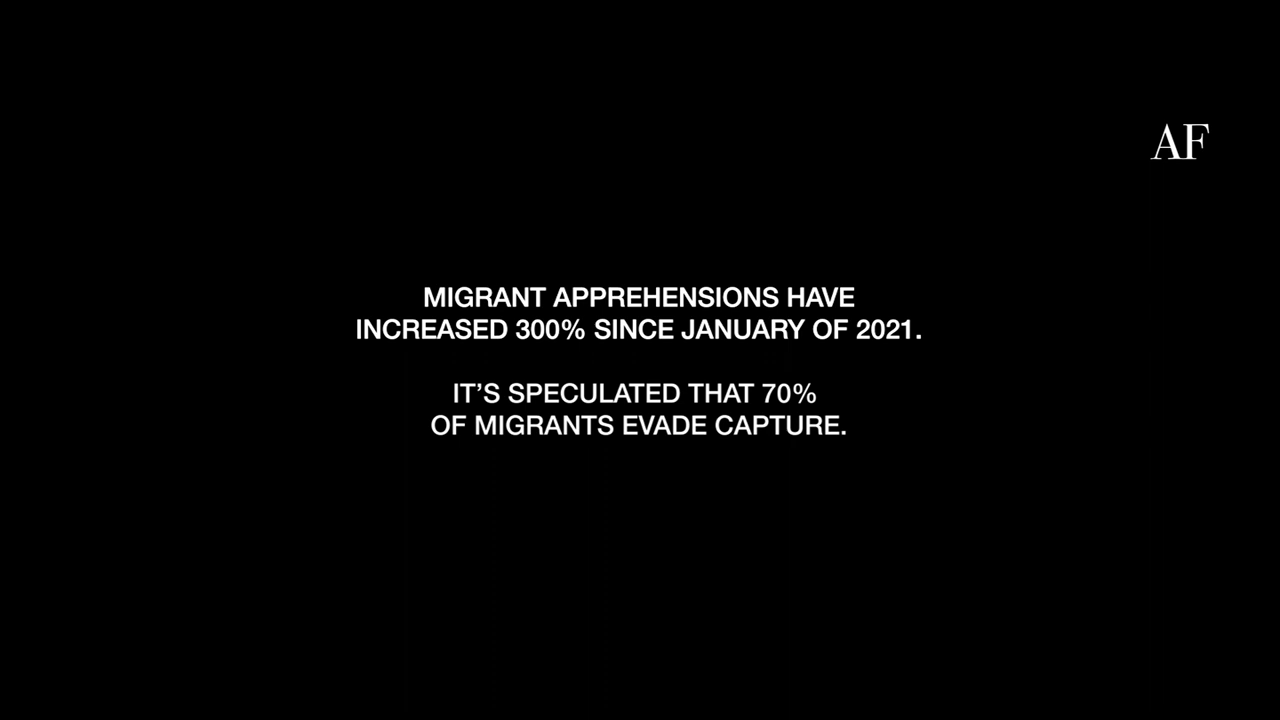 AF
MIGRANT APPREHENSIONS HAVE
INCREASED 300% SINCE JANUARY OF 2021.
IT’S SPECULATED THAT 70%
OF MIGRANTS EVADE CAPTURE.